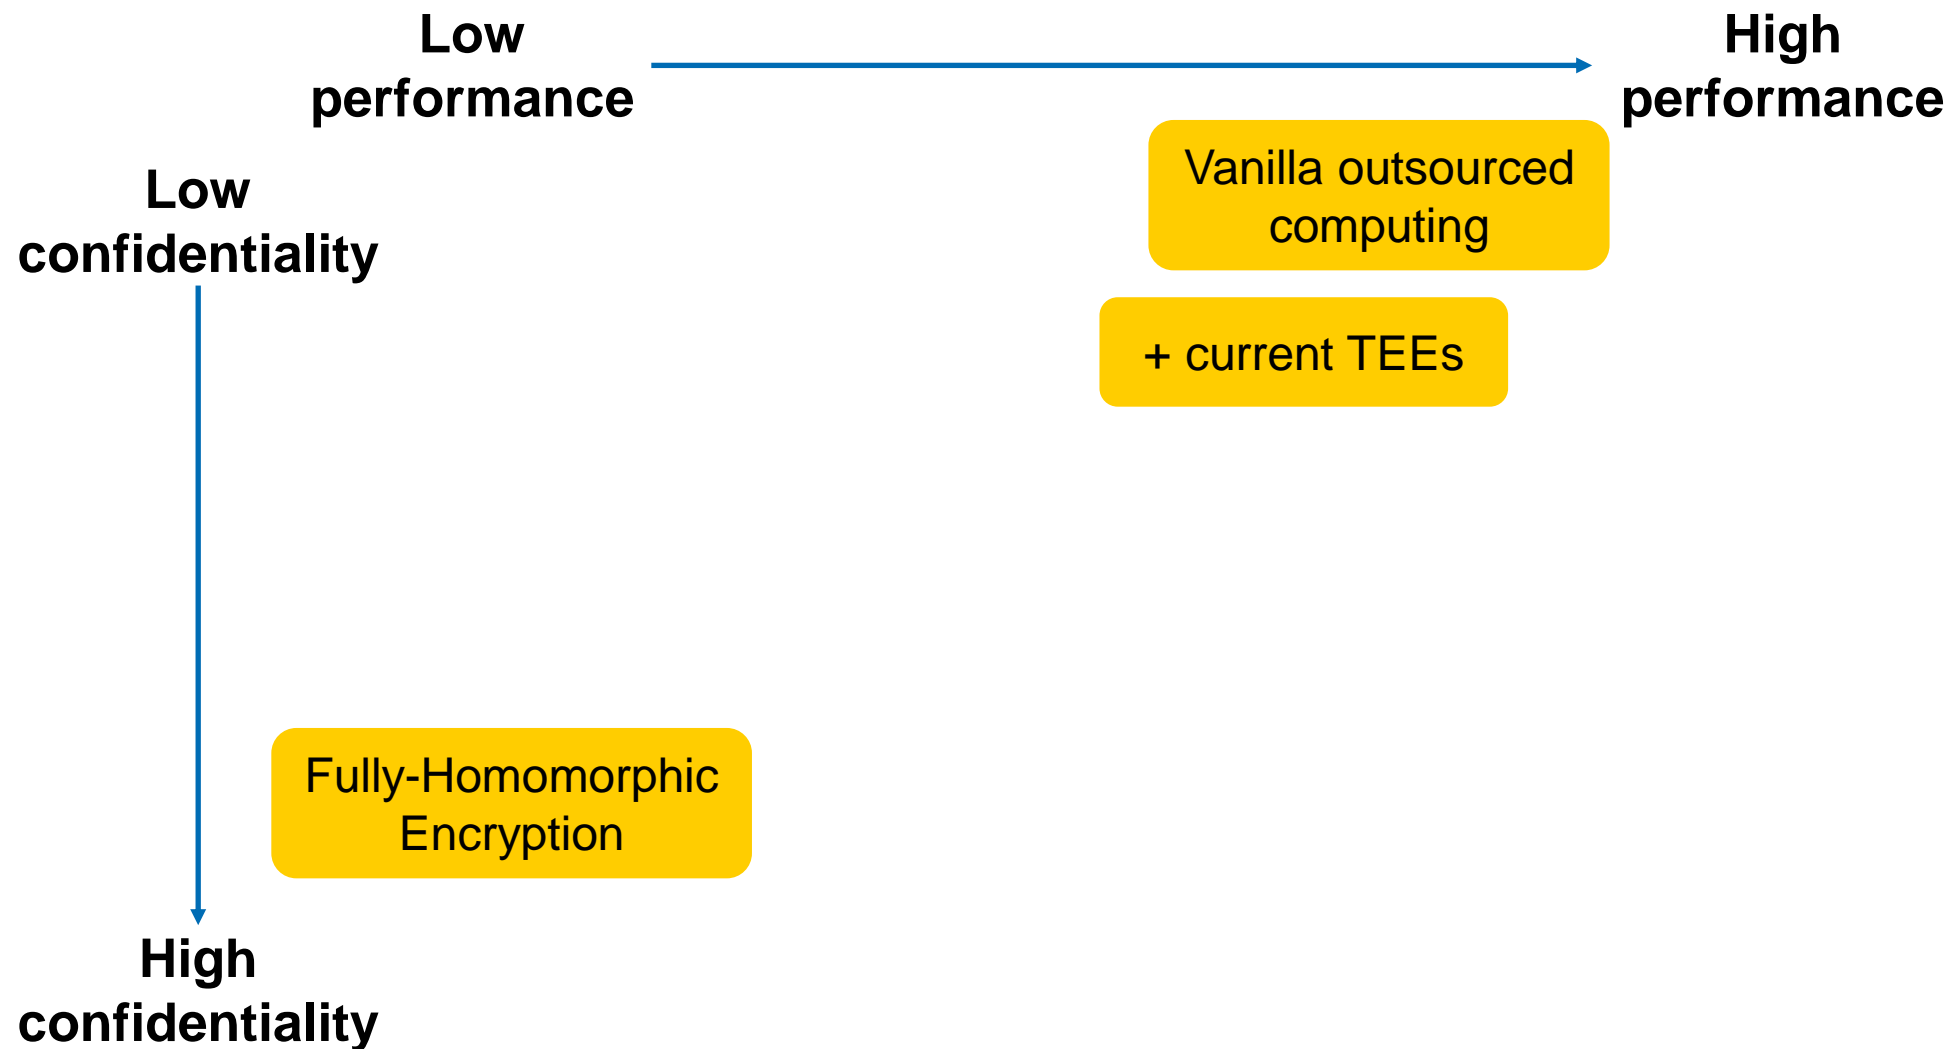 Low
performance
High
performance
Low
confidentiality
Vanilla outsourced
computing
+ current TEEs
Fully-Homomorphic
Encryption
High
confidentiality